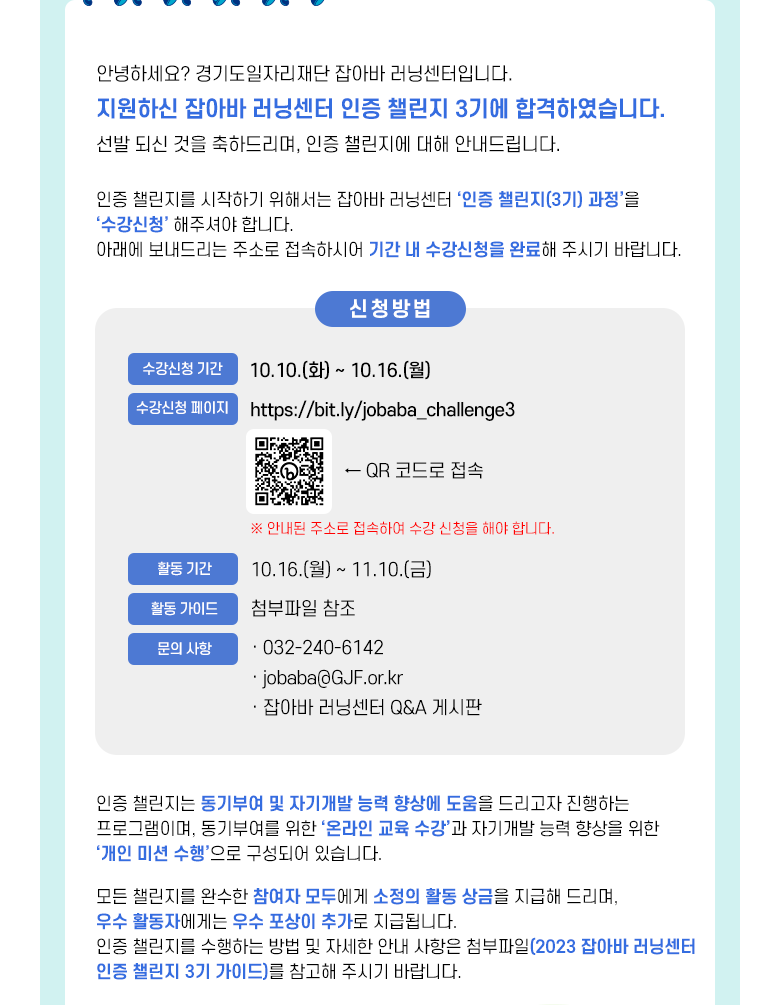 안녕하세요? 경기도일자리재단 잡아바 러닝센터입니다.
지원하신 잡아바 러닝센터 인증 챌린지 3기에 합격하였습니다.
선발 되신 것을 축하드리며, 인증 챌린지에 대해 안내드립니다.
인증 챌린지를 시작하기 위해서는 잡아바 러닝센터 ‘인증 챌린지(3기) 과정’을
‘수강신청’ 해주셔야 합니다.
아래에 보내드리는 주소로 접속하시어 기간 내 수강신청을 완료해 주시기 바랍니다.
신청방법
수강신청 기간 10.10.(화) ~ 10.16.(월)
수강신청 페이지 https://bit.ly/jobaba_challenge3
← QR 코드로 접속
※ 안내된 주소로 접속하여 수강 신청을 해야 합니다.
활동 기간 10.16.(월) ~ 11.10.(금)
활동 가이드 첨부파일 참조
문의 사항 · 032-240-6142
· jobaba@GJF.or.kr
· 잡아바 러닝센터 Q&A 게시판
인증 챌린지는 동기부여 및 자기개발 능력 향상에 도움을 드리고자 진행하는
프로그램이며, 동기부여를 위한 ‘온라인 교육 수강’과 자기개발 능력 향상을 위한
‘개인 미션 수행’으로 구성되어 있습니다.
모든 챌린지를 완수한 참여자 모두에게 소정의 활동 상금을 지급해 드리며,
우수 활동자에게는 우수 포상이 추가로 지급됩니다.
인증 챌린지를 수행하는 방법 및 자세한 안내 사항은 첨부파일(2023 잡아바 러닝센터
인증 챌린지 3기 가이드)를 참고해 주시기 바랍니다.